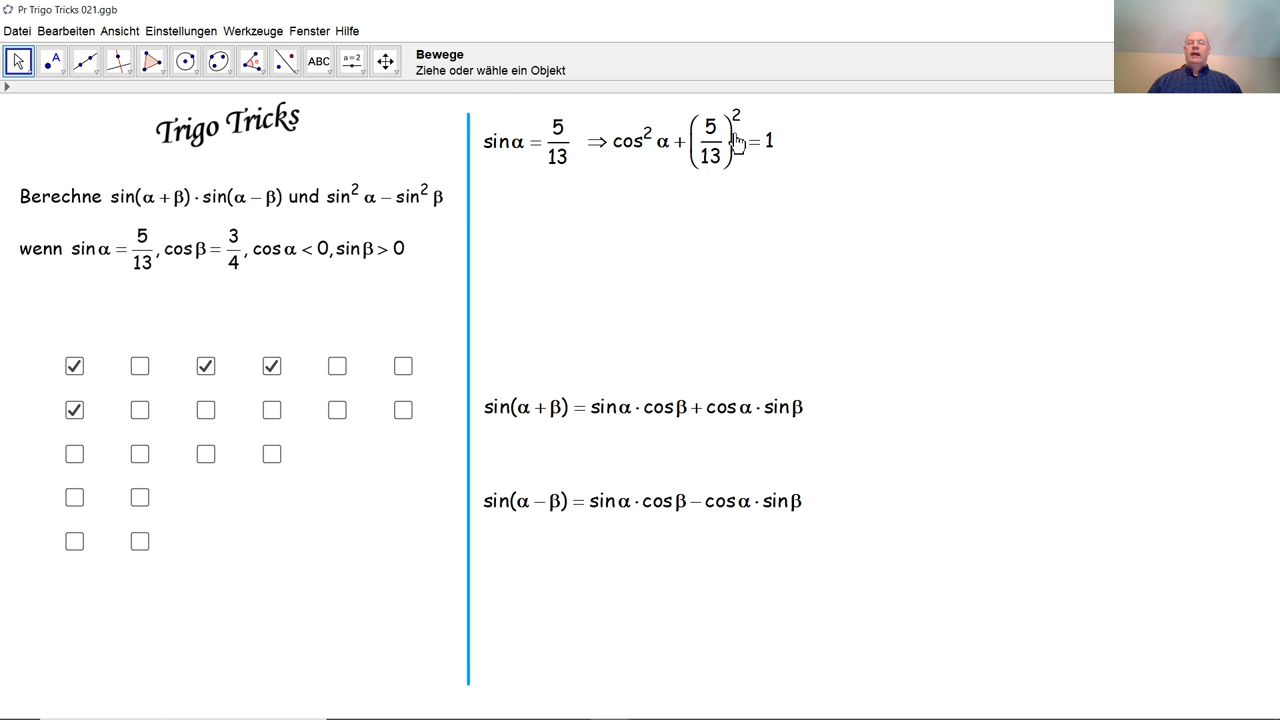 Pr Trigo Tricks 021.ggb
Datei Bearbeiten Ansicht Einstellungen Werkzeuge Fenster Hilfe
A ABC a=2
Bewege
Ziehe oder wähle ein Objekt
Trigo Tricks
Berechne sin(α + β) · sin(α − β) und sin² α − sin² β
wenn sin α = 5/13, cos β = 3/4, cos α < 0, sin β > 0
sin α = 5/13 ⇒ cos² α + (5/13)² = 1
sin(α + β) = sin α · cos β + cos α · sin β
sin(α − β) = sin α · cos β − cos α · sin β